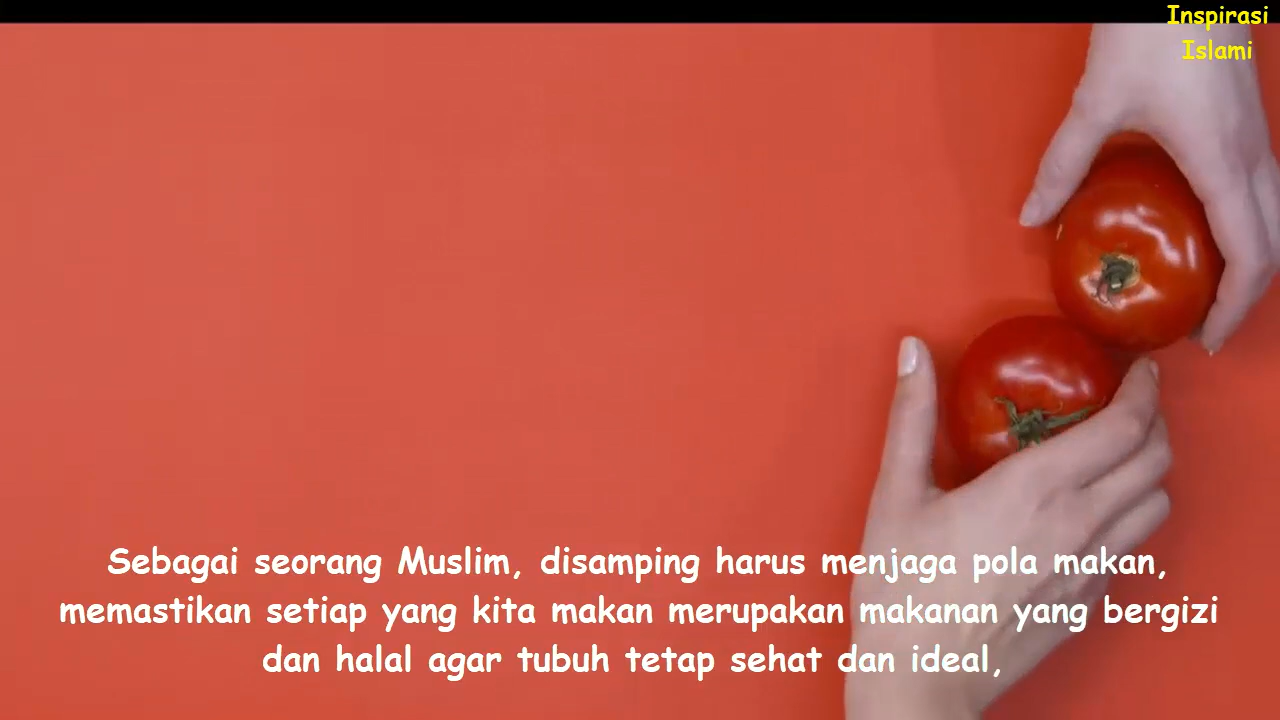 Inspirasi
Islami
Sebagai seorang Muslim, disamping harus menjaga pola makan,
memastikan setiap yang kita makan merupakan makanan yang bergizi
dan halal agar tubuh tetap sehat dan ideal,